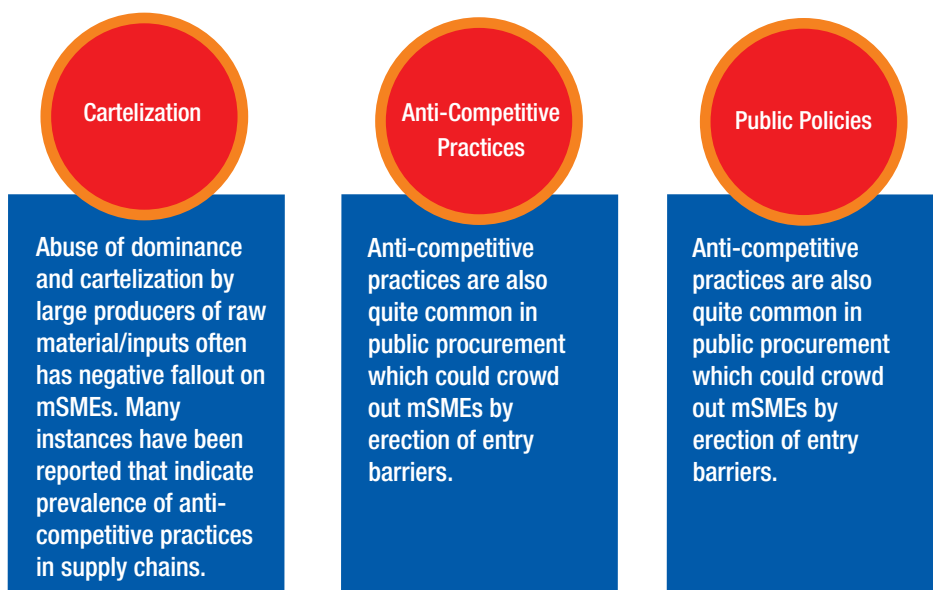 Cartelization
Abuse of dominance
and cartelization by
large producers of raw
material/inputs often
has negative fallout on
mSMEs. Many
instances have been
reported that indicate
prevalence of anti-
competitive practices
in supply chains.
Anti-Competitive
Practices
Anti-competitive
practices are also
quite common in
public procurement
which could crowd
out mSMEs by
erection of entry
barriers.
Public Policies
Anti-competitive
practices are also
quite common in
public procurement
which could crowd
out mSMEs by
erection of entry
barriers.